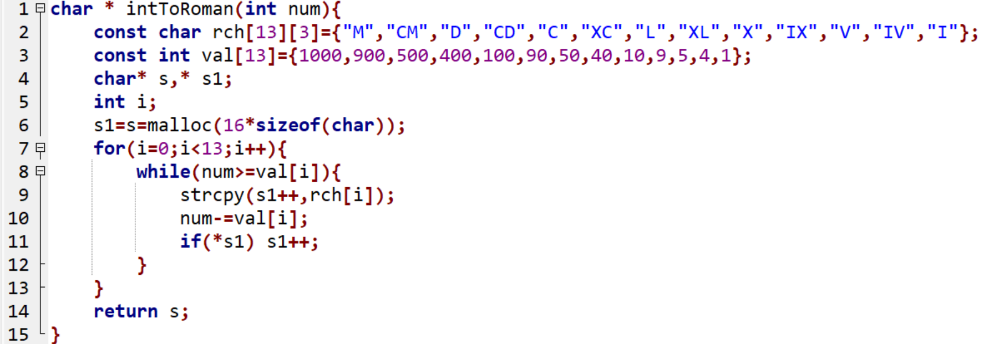 1 char * intToRoman(int num){
2 const char rch[13][3]={"M","CM","D","CD","C","XC","L","XL","X","IX","V","IV","I"};
3 const int val[13]={1000,900,500,400,100,90,50,40,10,9,5,4,1};
4 char* s,* s1;
5 int i;
6 s1=s=malloc(16*sizeof(char));
7 for(i=0;i<13;i++){
8 while(num>=val[i]){
9 strcpy(s1++,rch[i]);
10 num-=val[i];
11 if(*s1) s1++;
12 }
13 }
14 return s;
15 }